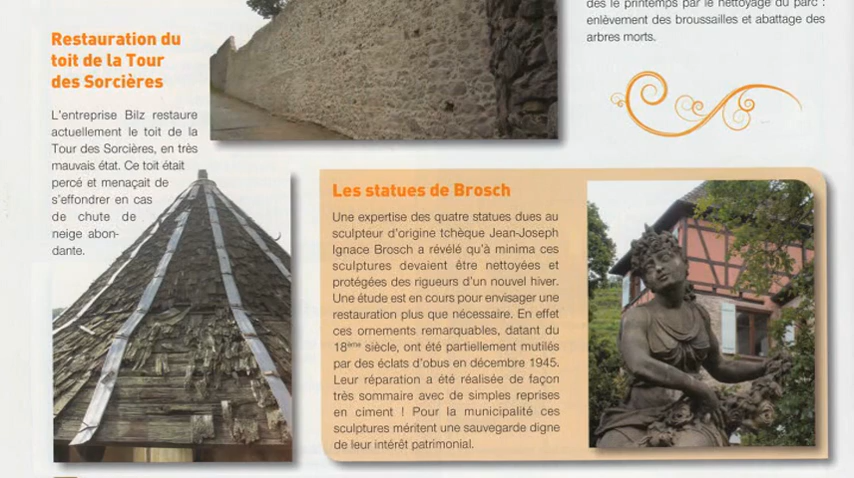 dès le printemps par le nettoyage du parc :
enlèvement des broussailles et abattage des
arbres morts.
Restauration du
toit de la Tour
des Sorcières
L'entreprise Bilz restaure
actuellement le toit de la
Tour des Sorcières, en très
mauvais état. Ce toit était
percé et menaçait de
s'effondrer en cas
de chute de
neige abon-
dante.
Les statues de Brosch
Une expertise des quatre statues dues au
sculpteur d'origine tchèque Jean-Joseph
Ignace Brosch a révélé qu'à minima ces
sculptures devaient être nettoyées et
protégées des rigueurs d'un nouvel hiver.
Une étude est en cours pour envisager une
restauration plus que nécessaire. En effet
ces ornements remarquables, datant du
18ème siècle, ont été partiellement mutilés
par des éclats d'obus en décembre 1945.
Leur réparation a été réalisée de façon
très sommaire avec de simples reprises
en ciment ! Pour la municipalité ces
sculptures méritent une sauvegarde digne
de leur intérêt patrimonial.